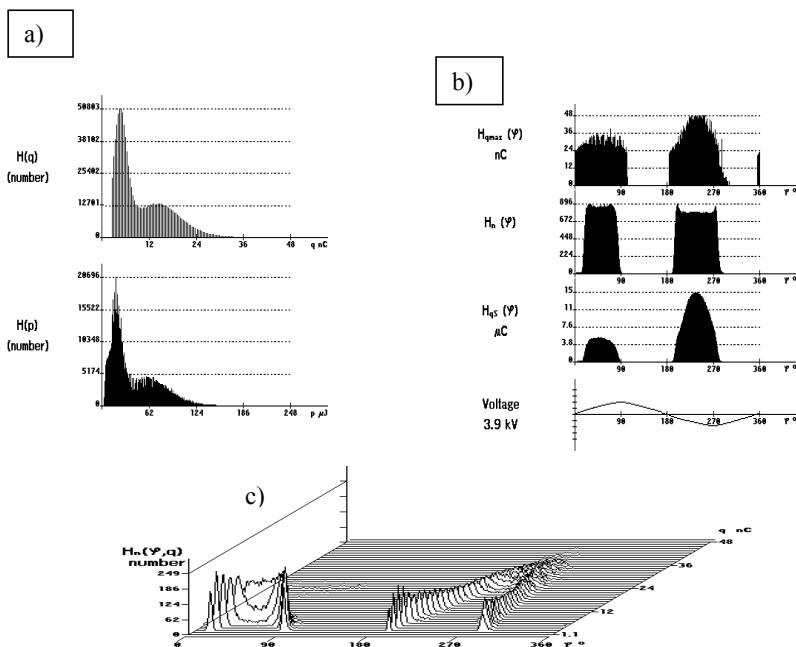 a)
50803
38102
25402
12701
0
H(q)
(number)
12 24 36 48 q nC
20696
15522
10348
5174
0
H(p)
(number)
62 124 186 248 p μJ
b)
Hqmax (φ)
nC
48
36
24
12
0
90 180 270 360 φ °
Hn (φ)
896
672
448
224
0
90 180 270 360 φ °
HqS (φ)
μC
15
11
7.6
3.8
0
90 180 270 360 φ °
Voltage
3.9 kV
90 180 270 360 φ °
c)
Hn(φ,q)
number
249
186
124
62
0
0 90 180 270 360 φ °
q nC
48
36
24
12
1.1